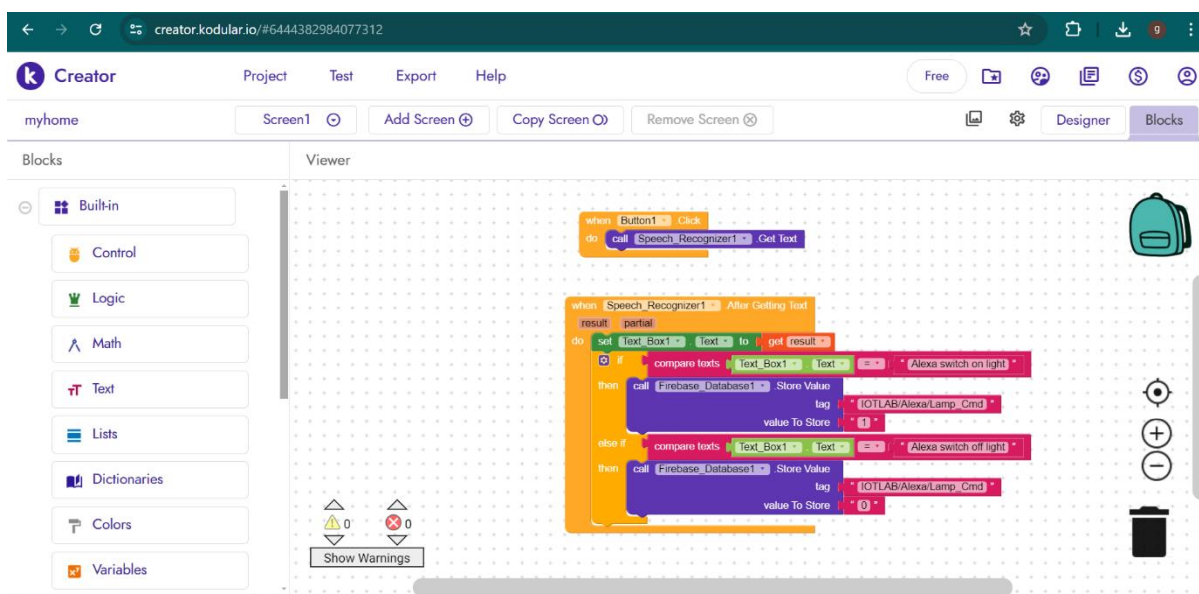 creator.kodular.io/#6444382984077312
g
k Creator Project Test Export Help Free
myhome Screen1 Add Screen Copy Screen Remove Screen Designer Blocks
Blocks Viewer
Built-in
Control
Logic
Math
Text
Lists
Dictionaries
Colors
Variables
when Button1 Click
do call Speech_Recognizer1 .Get Text
when Speech_Recognizer1 After Getting Text
result partial
do set Text_Box1 . Text to get result
if compare texts Text_Box1 . Text = " Alexa switch on light "
then call Firebase_Database1 .Store Value
tag " IOTLAB/Alexa/Lamp_Cmd "
value To Store " 1 "
else if compare texts Text_Box1 . Text = " Alexa switch off light "
then call Firebase_Database1 .Store Value
tag " IOTLAB/Alexa/Lamp_Cmd "
value To Store " 0 "
0 0
Show Warnings